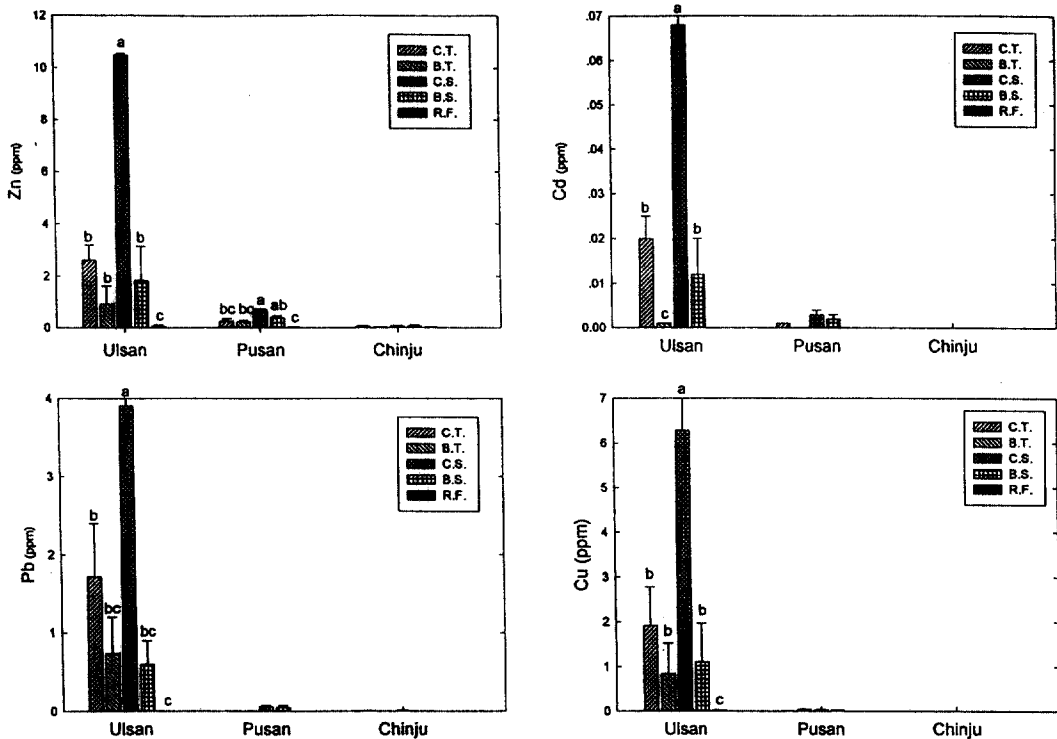 12
10
8
6
4
2
0
Zn (ppm)
a
b
b
b
c
bc
bc
a
ab
c
C.T.
B.T.
C.S.
B.S.
R.F.
Ulsan
Pusan
Chinju
.07
.06
.05
.04
.03
.02
.01
0.00
Cd (ppm)
a
b
c
b
C.T.
B.T.
C.S.
B.S.
R.F.
Ulsan
Pusan
Chinju
4
3
2
1
0
Pb (ppm)
a
b
bc
bc
c
C.T.
B.T.
C.S.
B.S.
R.F.
Ulsan
Pusan
Chinju
7
6
5
4
3
2
1
0
Cu (ppm)
a
b
b
b
c
C.T.
B.T.
C.S.
B.S.
R.F.
Ulsan
Pusan
Chinju